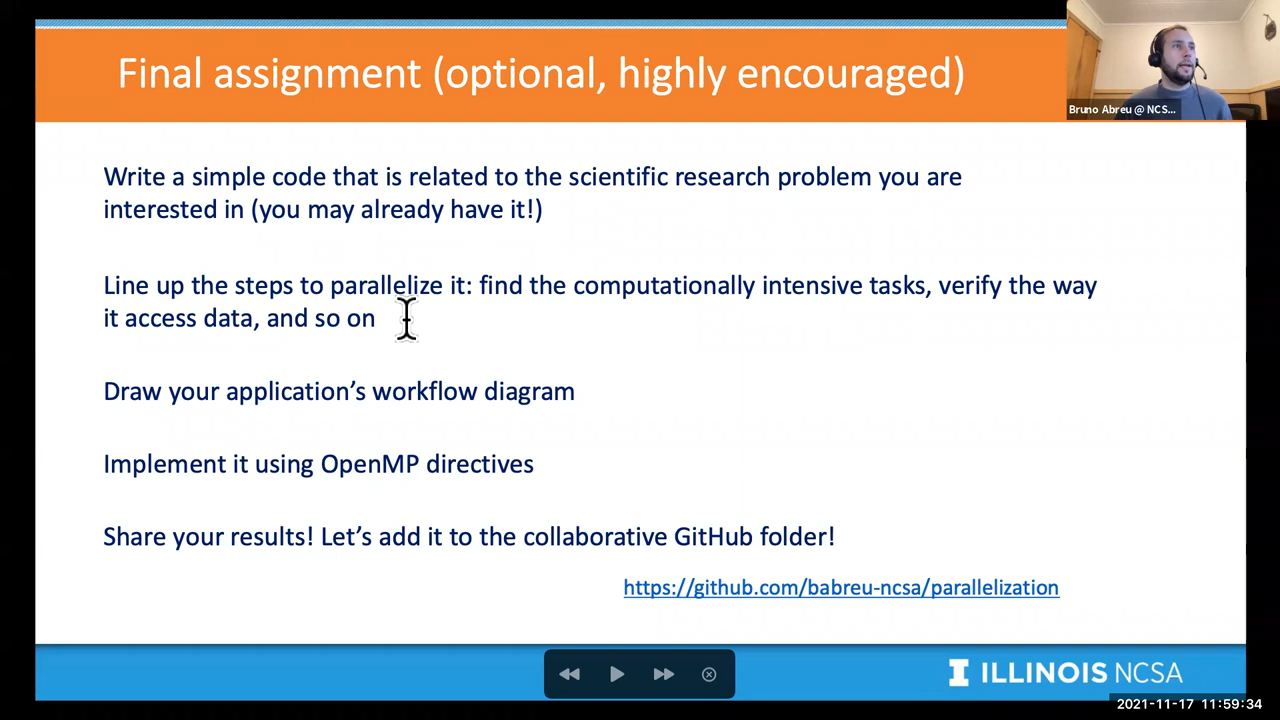 Final assignment (optional, highly encouraged)
Bruno Abreu @ NCS...
Write a simple code that is related to the scientific research problem you are
interested in (you may already have it!)
Line up the steps to parallelize it: find the computationally intensive tasks, verify the way
it access data, and so on
Draw your application’s workflow diagram
Implement it using OpenMP directives
Share your results! Let’s add it to the collaborative GitHub folder!
https://github.com/babreu-ncsa/parallelization
I ILLINOIS NCSA
2021-11-17 11:59:34